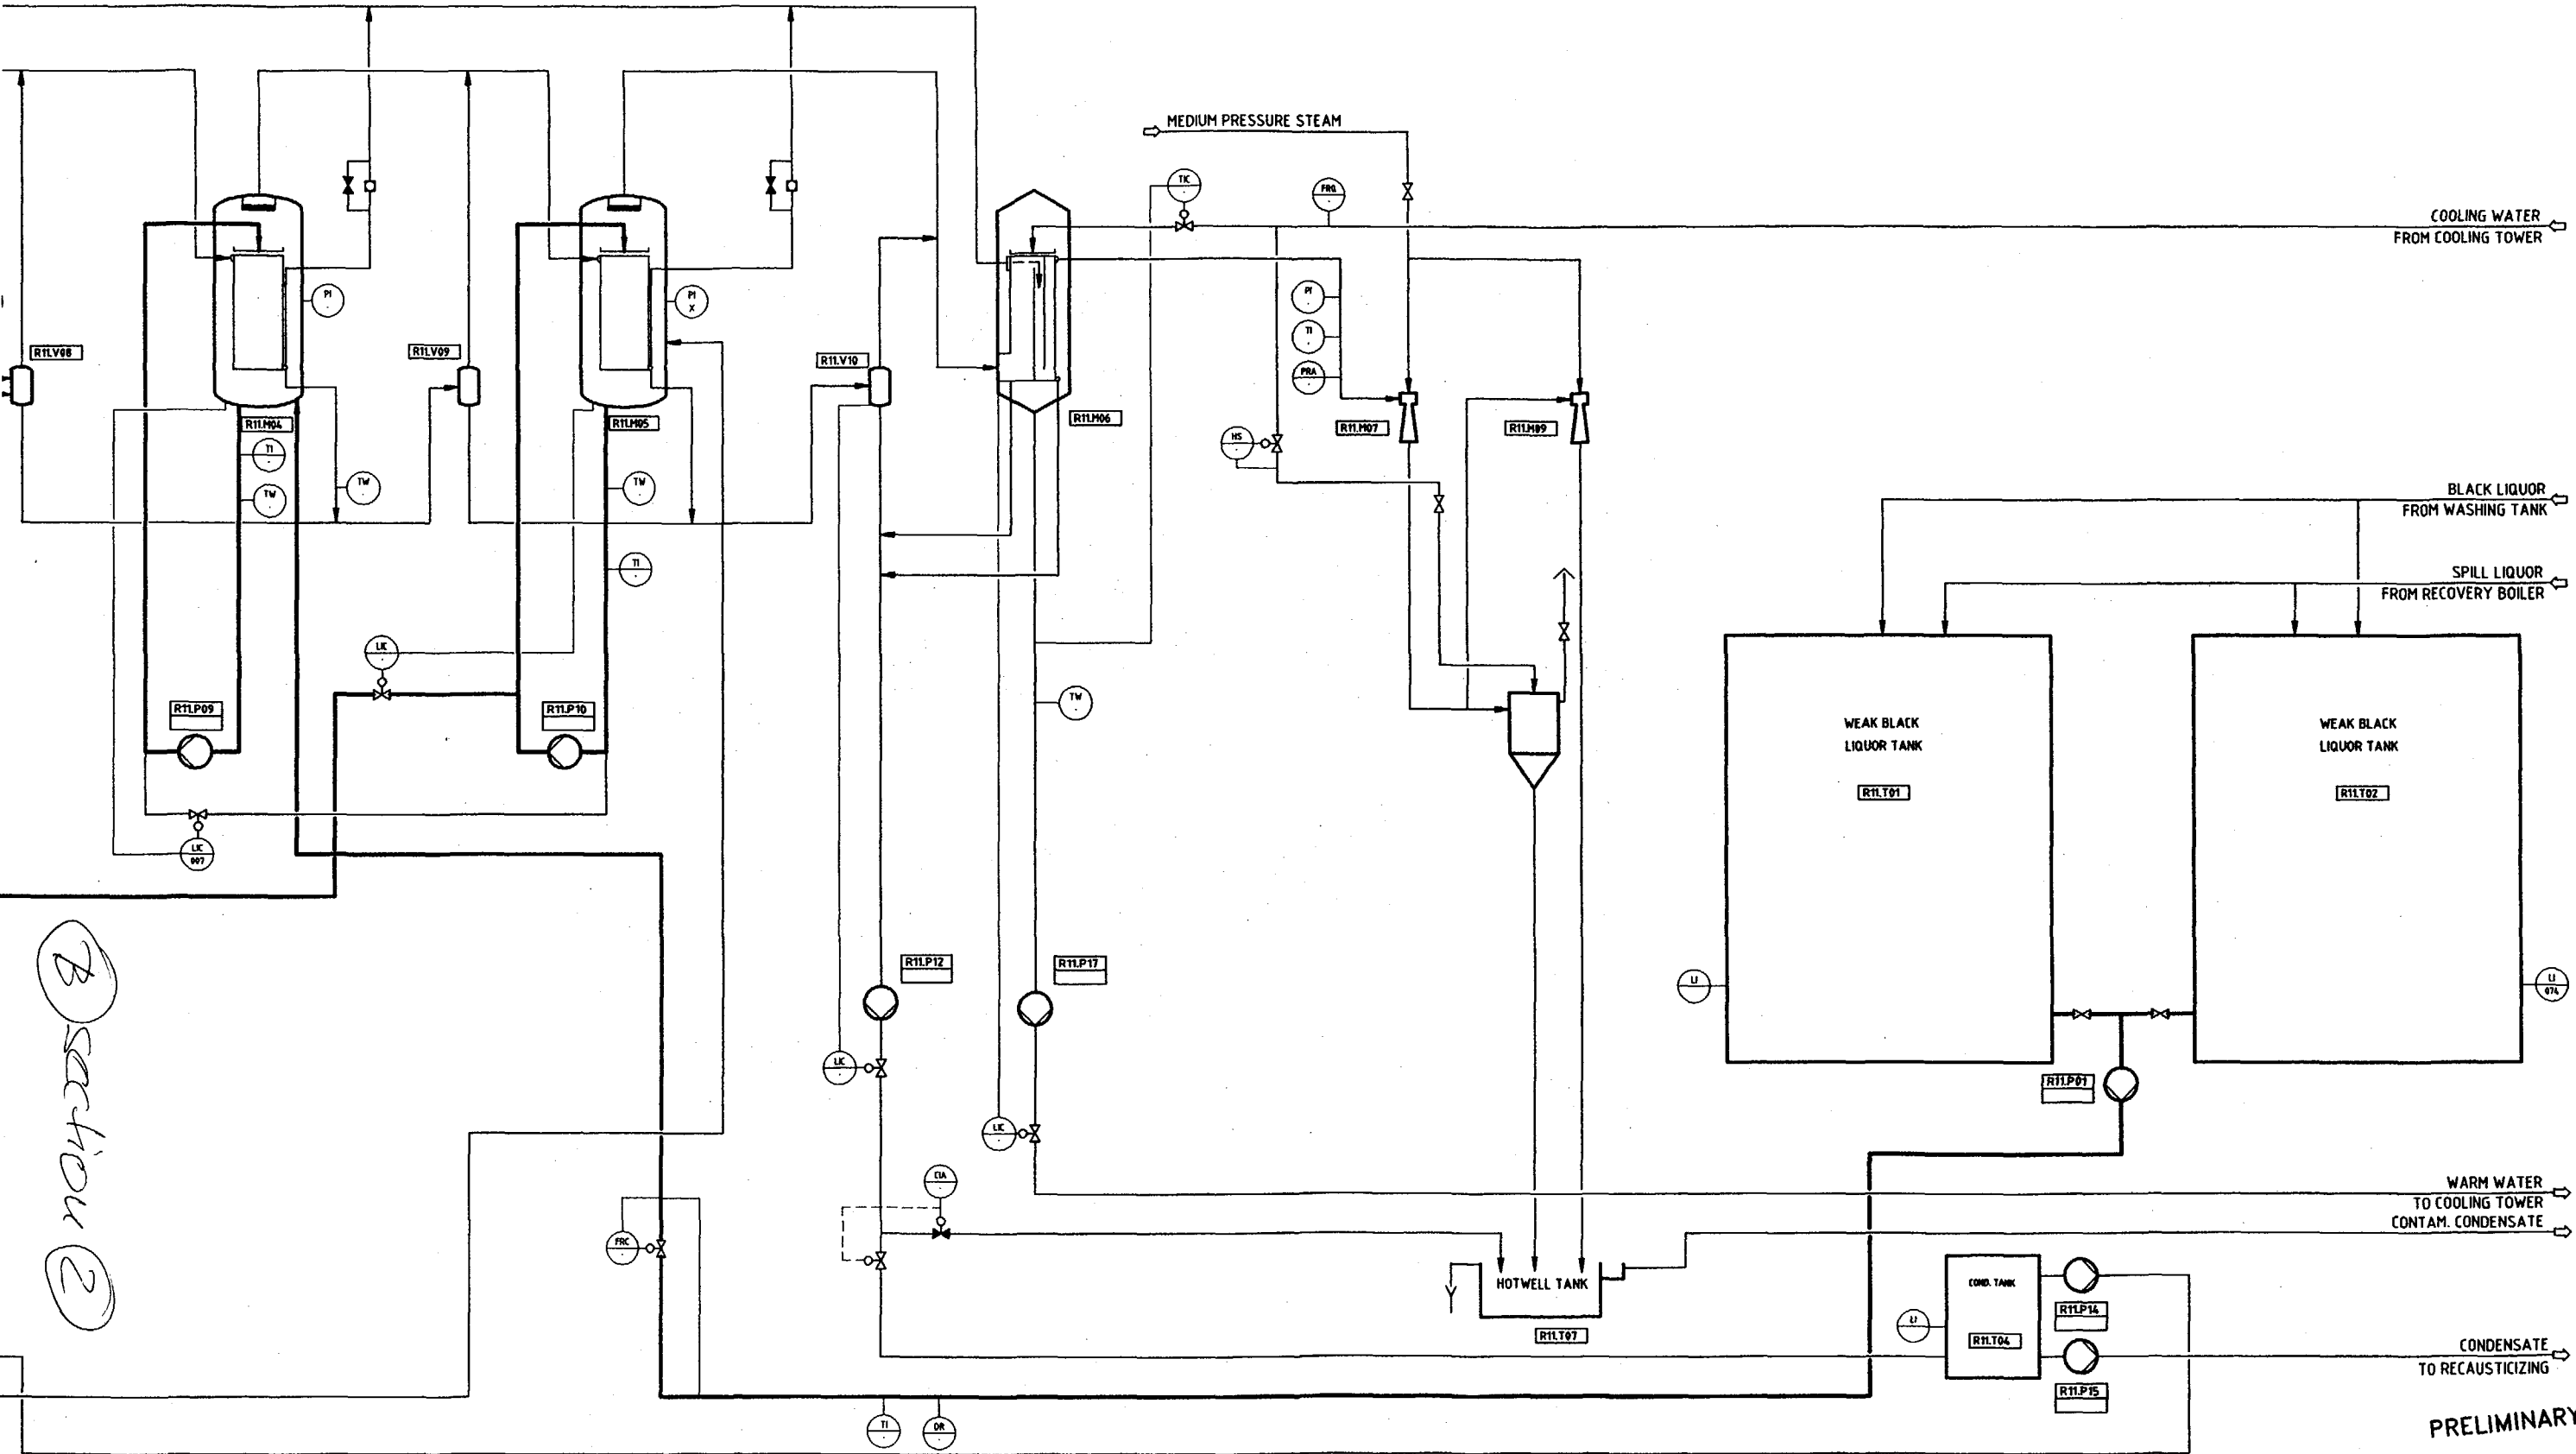 MEDIUM PRESSURE STEAM
TIC
FRQ
COOLING WATER
FROM COOLING TOWER
PI
PI
X
PI
TI
PRA
R11.V08
R11.V09
R11.V10
R11.M04
R11.M05
R11.M06
R11.M07
R11.M09
HS
TI
TW
TW
TW
TI
BLACK LIQUOR
FROM WASHING TANK
SPILL LIQUOR
FROM RECOVERY BOILER
LIC
TW
R11.P09
R11.P10
WEAK BLACK
LIQUOR TANK
R11.T01
WEAK BLACK
LIQUOR TANK
R11.T02
LIC
007
B section 2
R11.P12
R11.P17
LI
LI
074
LIC
R11.P01
LIC
CIA
WARM WATER
TO COOLING TOWER
CONTAM. CONDENSATE
FRC
HOTWELL TANK
R11.T07
COND. TANK
R11.T04
LI
R11.P14
R11.P15
CONDENSATE
TO RECAUSTICIZING
TI
DR
PRELIMINARY